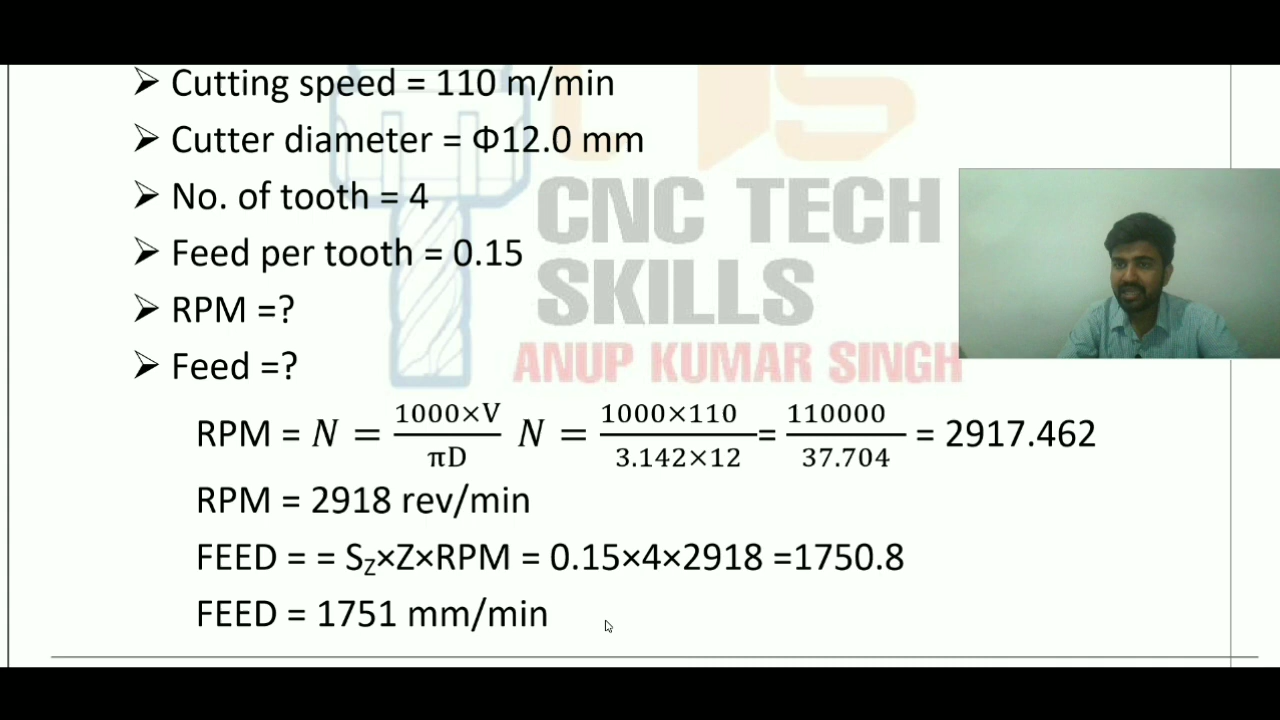 ➢ Cutting speed = 110 m/min
➢ Cutter diameter = Φ12.0 mm
➢ No. of tooth = 4
➢ Feed per tooth = 0.15
➢ RPM =?
➢ Feed =?
CNC TECH
SKILLS
ANUP KUMAR SINGH
RPM = N = 1000×V/πD N = 1000×110/3.142×12 = 110000/37.704 = 2917.462
RPM = 2918 rev/min
FEED = = Sz×Z×RPM = 0.15×4×2918 =1750.8
FEED = 1751 mm/min